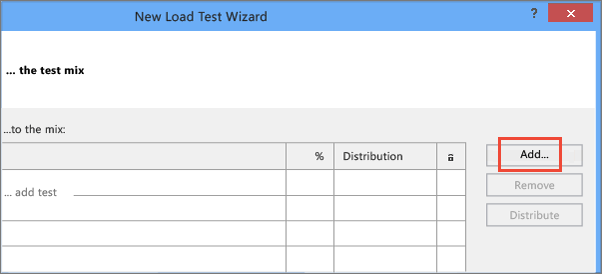 New Load Test Wizard
?
... the test mix
...to the mix:
% Distribution
Add...
... add test
Remove
Distribute